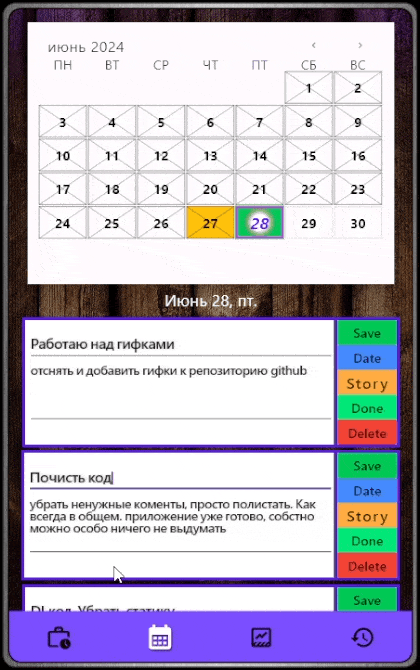 июнь 2024
‹ ›
ПН ВТ СР ЧТ ПТ СБ ВС
1 2
3 4 5 6 7 8 9
10 11 12 13 14 15 16
17 18 19 20 21 22 23
24 25 26 27 28 29 30
Июнь 28, пт.
Save
Работаю над гифками
Date
отснять и добавить гифки к репозиторию github
Story
Done
Delete
Save
Почисть код
Date
убрать ненужные коменты, просто полистать. Как
Story
всегда в общем. приложение уже готово, собстно
можно особо ничего не выдумать
Done
Delete
Save
код. Убрать статику